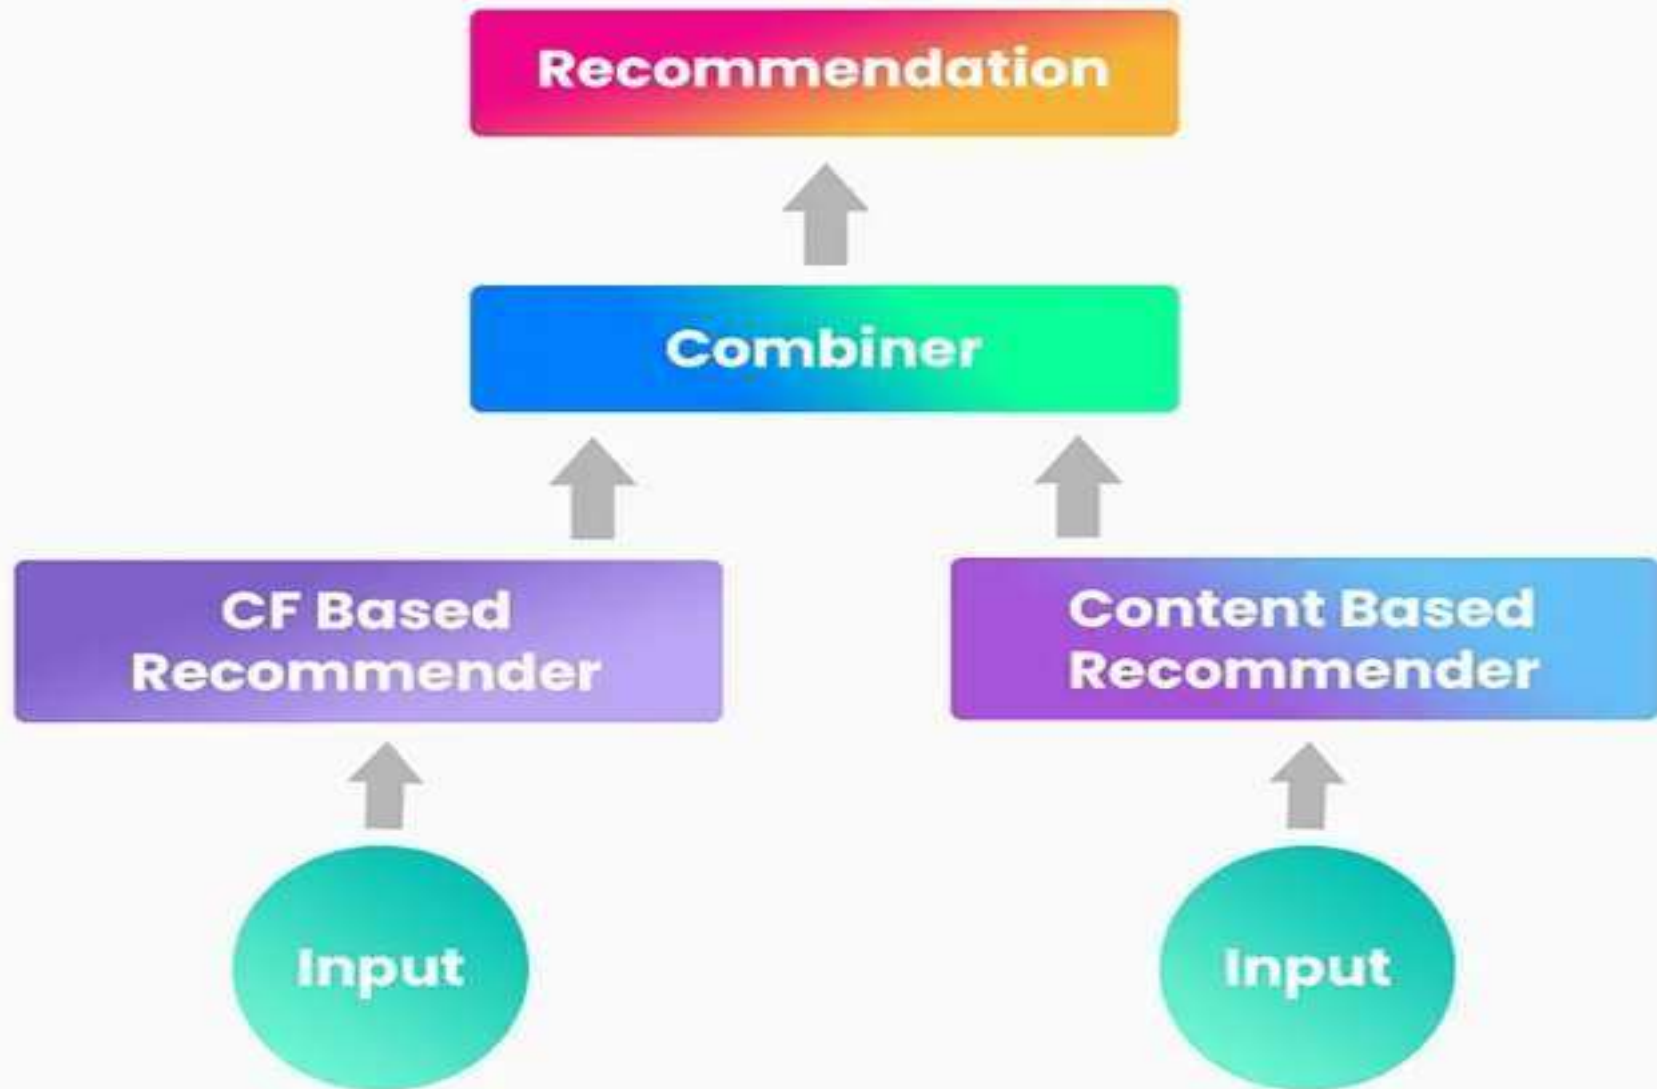 Recommendation
Combiner
CF Based
Recommender
Content Based
Recommender
Input
Input